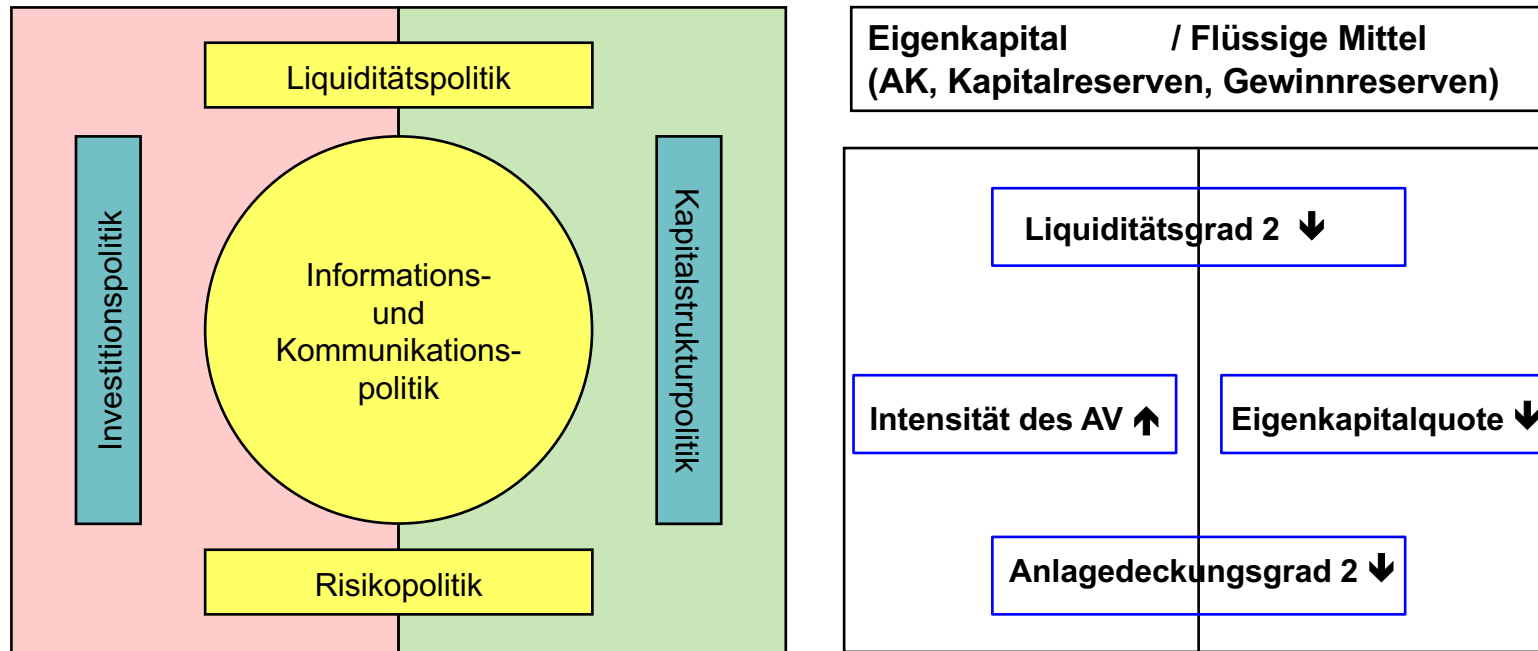 Liquiditätspolitik
Investitionspolitik
Informations-
und
Kommunikations-
politik
Kapitalstrukturpolitik
Risikopolitik
Eigenkapital / Flüssige Mittel
(AK, Kapitalreserven, Gewinnreserven)
Liquiditätsgrad 2 🡫
Intensität des AV 🡩
Eigenkapitalquote 🡫
Anlagedeckungsgrad 2 🡫